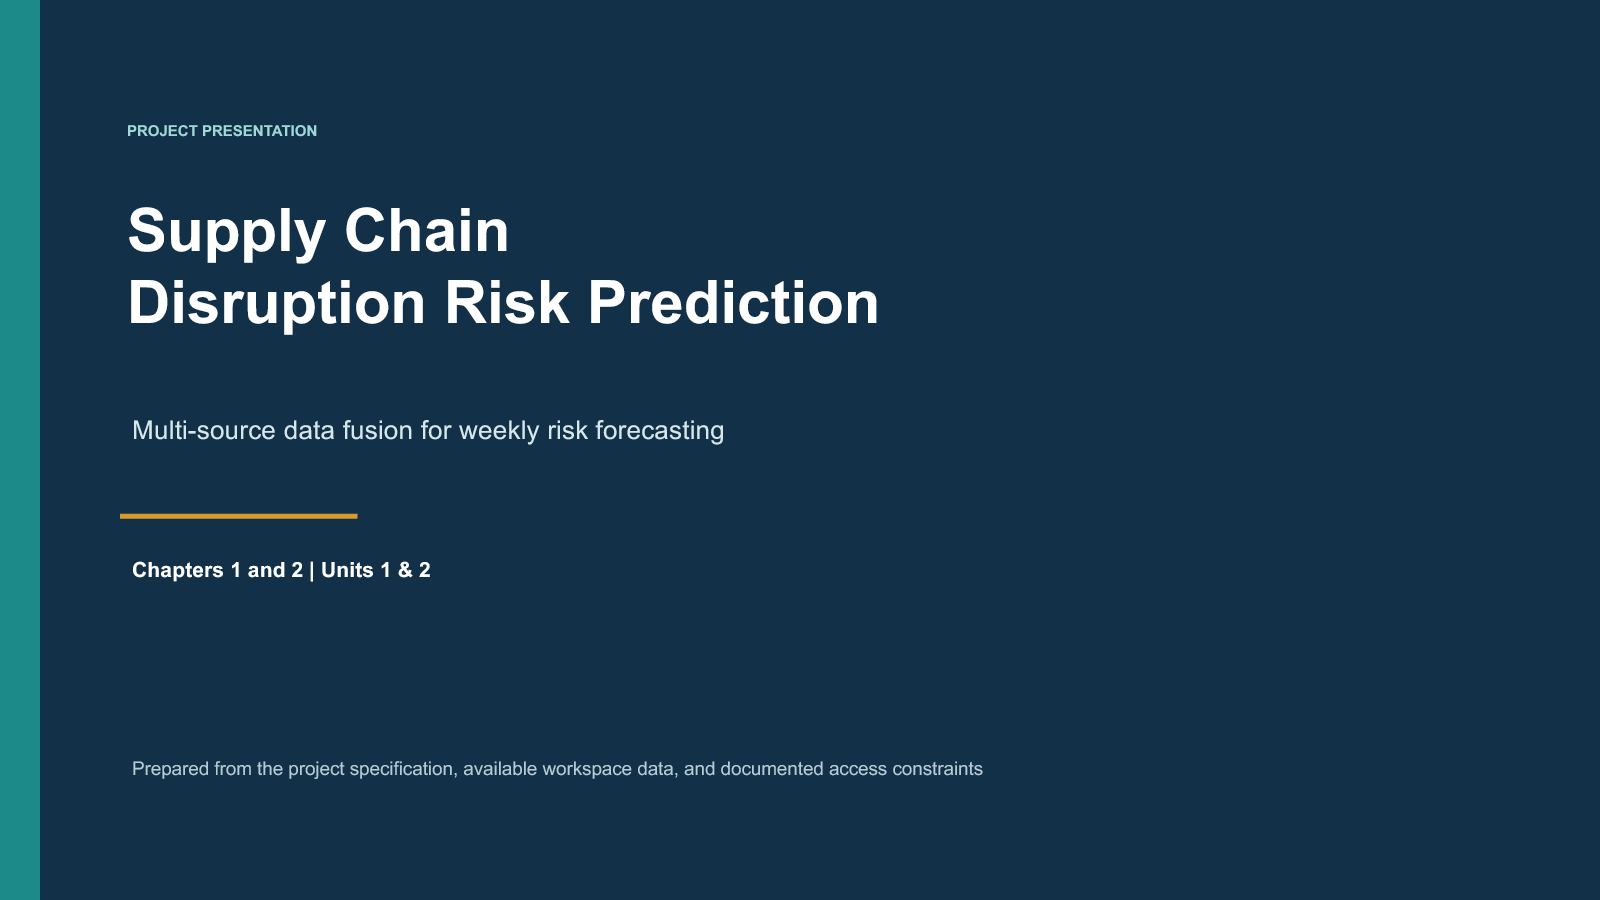 PROJECT PRESENTATION
Supply Chain
Disruption Risk Prediction
Multi-source data fusion for weekly risk forecasting
Chapters 1 and 2 | Units 1 & 2
Prepared from the project specification, available workspace data, and documented access constraints